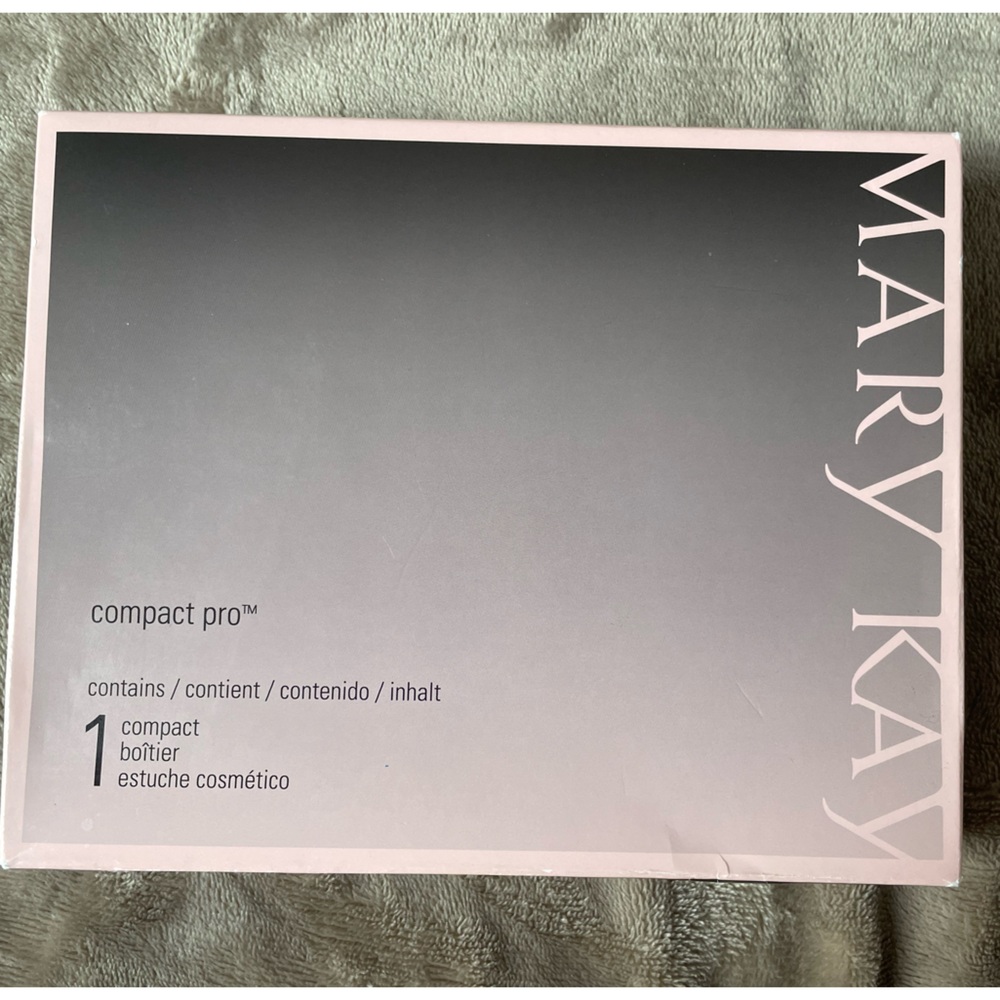 MARY KAY
compact pro™
contains / contient / contenido / inhalt
1 compact
boîtier
estuche cosmético